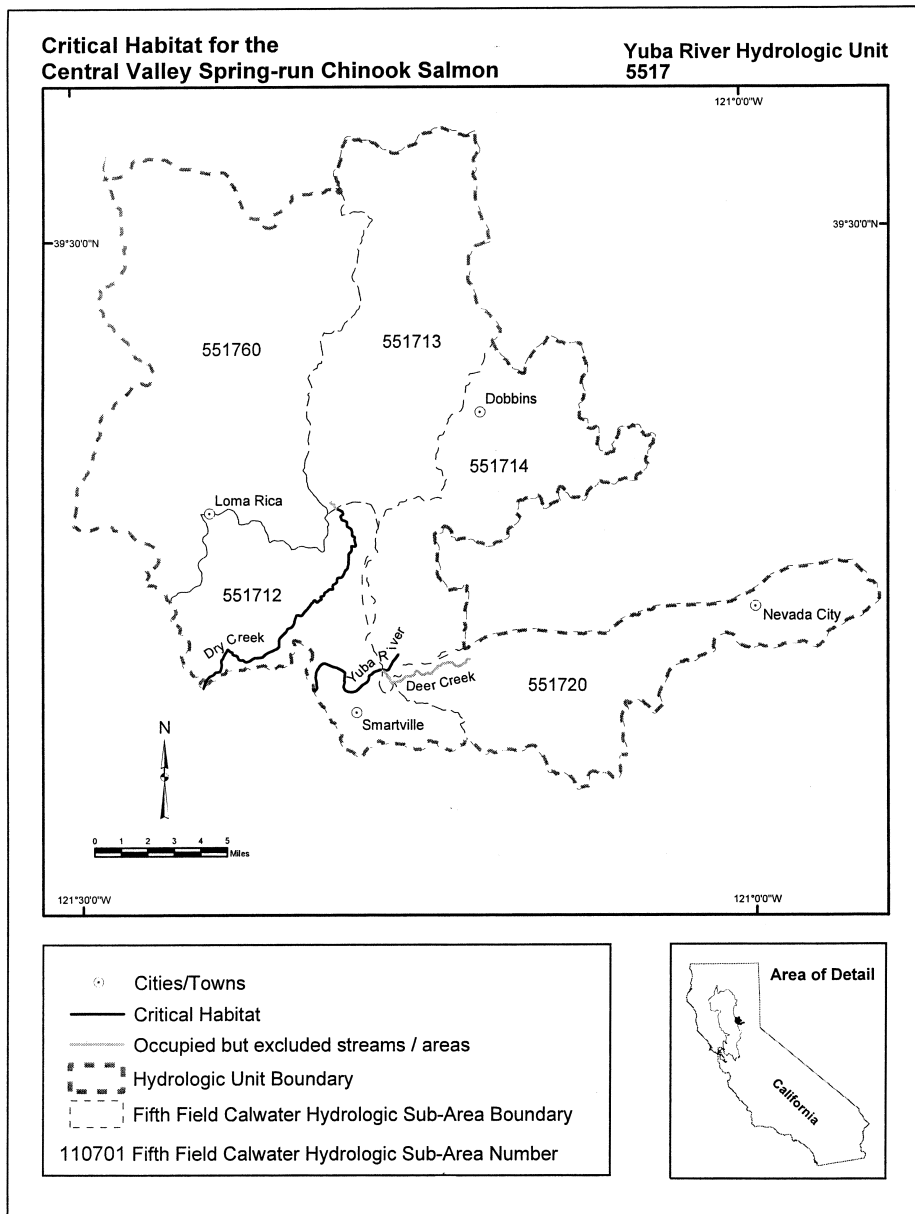 Critical Habitat for the
Central Valley Spring-run Chinook Salmon
Yuba River Hydrologic Unit
5517
121°0'0"W
39°30'0"N
39°30'0"N
551760
551713
Dobbins
551714
Loma Rica
551712
Nevada City
Dry Creek
Yuba River
Deer Creek
551720
Smartville
N
0 1 2 3 4 5
Miles
121°30'0"W
121°0'0"W
Cities/Towns
Critical Habitat
Occupied but excluded streams / areas
Hydrologic Unit Boundary
Fifth Field Calwater Hydrologic Sub-Area Boundary
110701 Fifth Field Calwater Hydrologic Sub-Area Number
Area of Detail
California